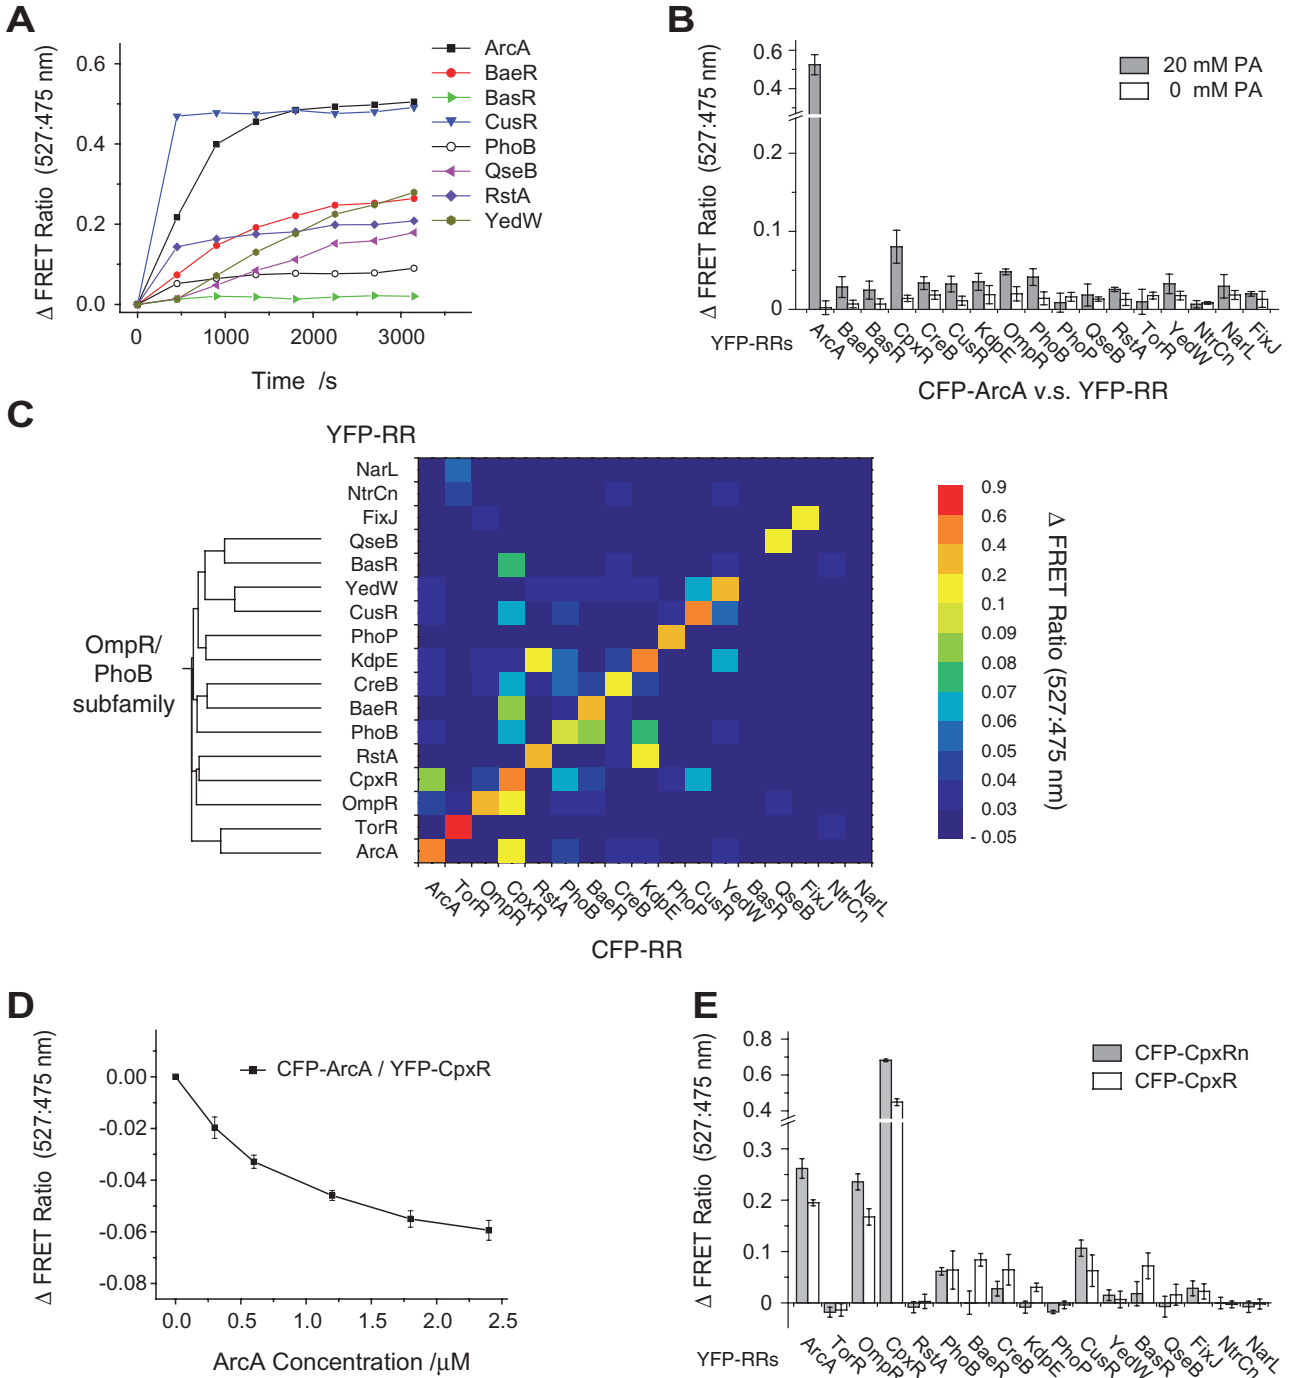 A
Δ FRET Ratio (527:475 nm)
0.6
0.4
0.2
0.0
0
1000
2000
3000
Time /s
ArcA
BaeR
BasR
CusR
PhoB
QseB
RstA
YedW
B
Δ FRET Ratio (527:475 nm)
0.6
0.4
0.2
0.1
0
20 mM PA
0 mM PA
YFP-RRs
ArcA
BaeR
BasR
CpxR
CreB
CusR
KdpE
OmpR
PhoB
PhoP
QseB
RstA
TorR
YedW
NtrCn
NarL
FixJ
CFP-ArcA v.s. YFP-RR
C
YFP-RR
NarL
NtrCn
FixJ
QseB
BasR
YedW
CusR
PhoP
KdpE
CreB
BaeR
PhoB
RstA
CpxR
OmpR
TorR
ArcA
OmpR/
PhoB
subfamily
ArcA
TorR
OmpR
CpxR
RstA
PhoB
BaeR
CreB
KdpE
PhoP
CusR
YedW
BasR
QseB
FixJ
NtrCn
NarL
CFP-RR
0.9
0.6
0.4
0.2
0.1
0.09
0.08
0.07
0.06
0.05
0.04
0.03
- 0.05
Δ FRET Ratio (527:475 nm)
D
Δ FRET Ratio (527:475 nm)
0.00
-0.02
-0.04
-0.06
-0.08
CFP-ArcA / YFP-CpxR
0.0
0.5
1.0
1.5
2.0
2.5
ArcA Concentration /µM
E
Δ FRET Ratio (527:475 nm)
0.8
0.6
0.4
0.3
0.2
0.1
0
CFP-CpxRn
CFP-CpxR
YFP-RRs
ArcA
TorR
OmpR
CpxR
RstA
PhoB
BaeR
CreB
KdpE
PhoP
CusR
YedW
BasR
QseB
FixJ
NtrCn
NarL